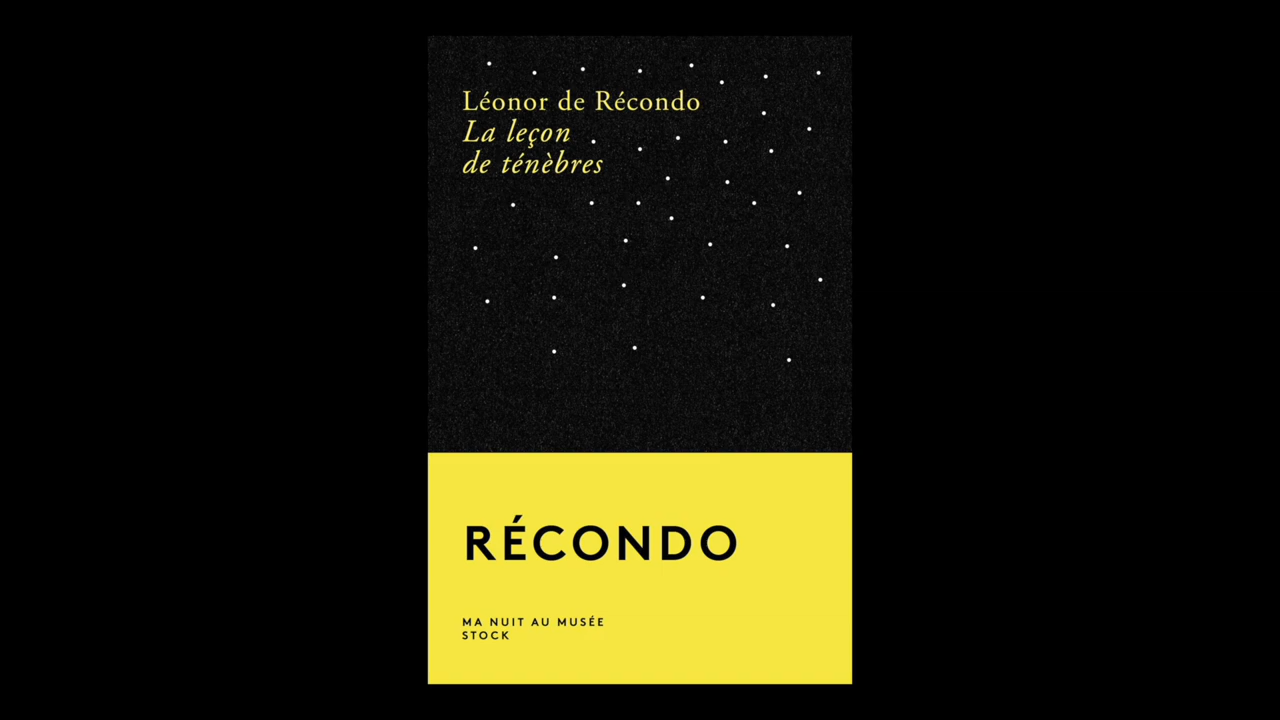 Léonor de Récondo
La leçon
de ténèbres
RÉCONDO
MA NUIT AU MUSÉE
STOCK